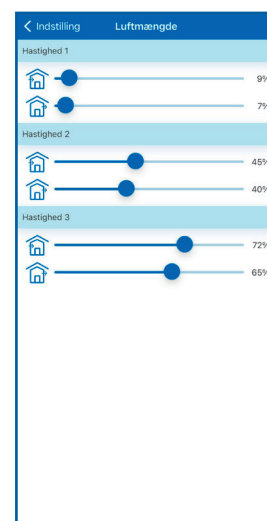 Indstilling Luftmængde
Hastighed 1
9%
7%
Hastighed 2
45%
40%
Hastighed 3
72%
65%